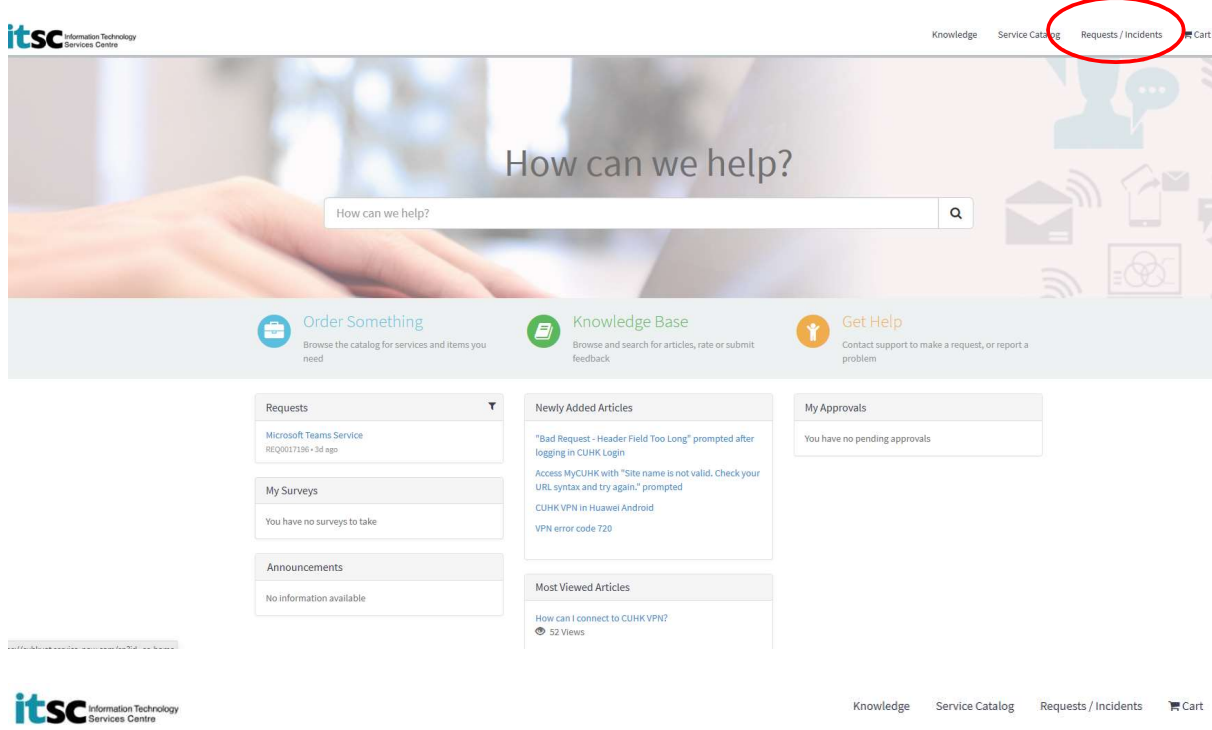 itsc Information Technology
Services Centre
Knowledge Service Catalog Requests / Incidents Cart
How can we help?
How can we help?
Order Something
Browse the catalog for services and items you
need
Knowledge Base
Browse and search for articles, rate or submit
feedback
Get Help
Contact support to make a request, or report a
problem
Requests
Microsoft Teams Service
REQ0017196 • 3d ago
My Surveys
You have no surveys to take
Announcements
No information available
Newly Added Articles
"Bad Request - Header Field Too Long" prompted after
logging in CUHK Login
Access MyCUHK with "Site name is not valid. Check your
URL syntax and try again." prompted
CUHK VPN in Huawei Android
VPN error code 720
Most Viewed Articles
How can I connect to CUHK VPN?
52 Views
My Approvals
You have no pending approvals
itsc Information Technology
Services Centre
Knowledge Service Catalog Requests / Incidents Cart